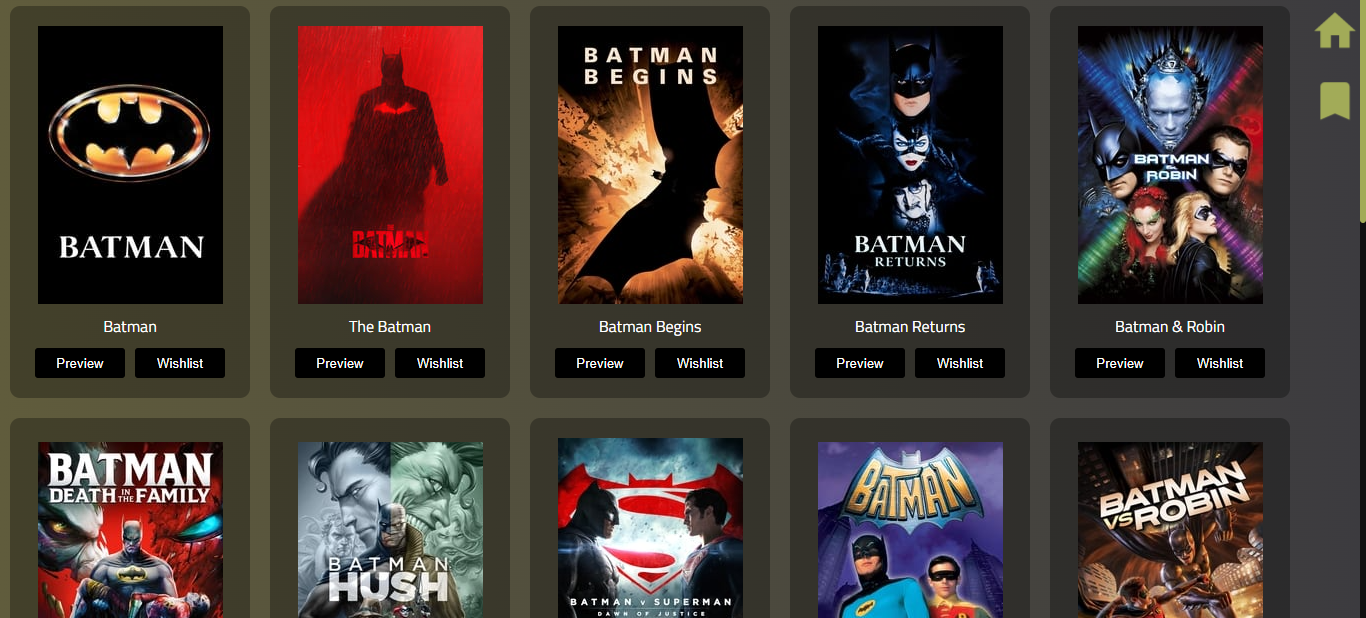 BATMAN
Batman
Preview Wishlist
BATMAN
The Batman
Preview Wishlist
BATMAN
BEGINS
Batman Begins
Preview Wishlist
BATMAN
RETURNS
Batman Returns
Preview Wishlist
BATMAN
&
ROBIN
Batman & Robin
Preview Wishlist
BATMAN
DEATH IN THE FAMILY
BATMAN
HUSH
BATMAN v SUPERMAN
DAWN OF JUSTICE
BATMAN
BATMAN
VS ROBIN